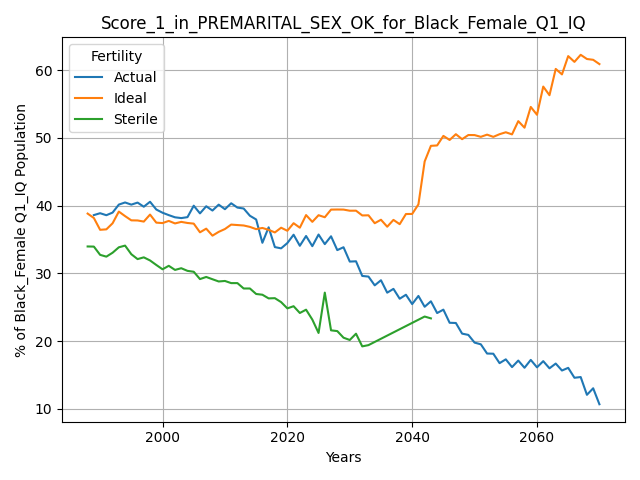 Score_1_in_PREMARITAL_SEX_OK_for_Black_Female_Q1_IQ
Fertility
Actual
Ideal
Sterile
% of Black_Female Q1_IQ Population
60
50
40
30
20
10
2000
2020
2040
2060
Years